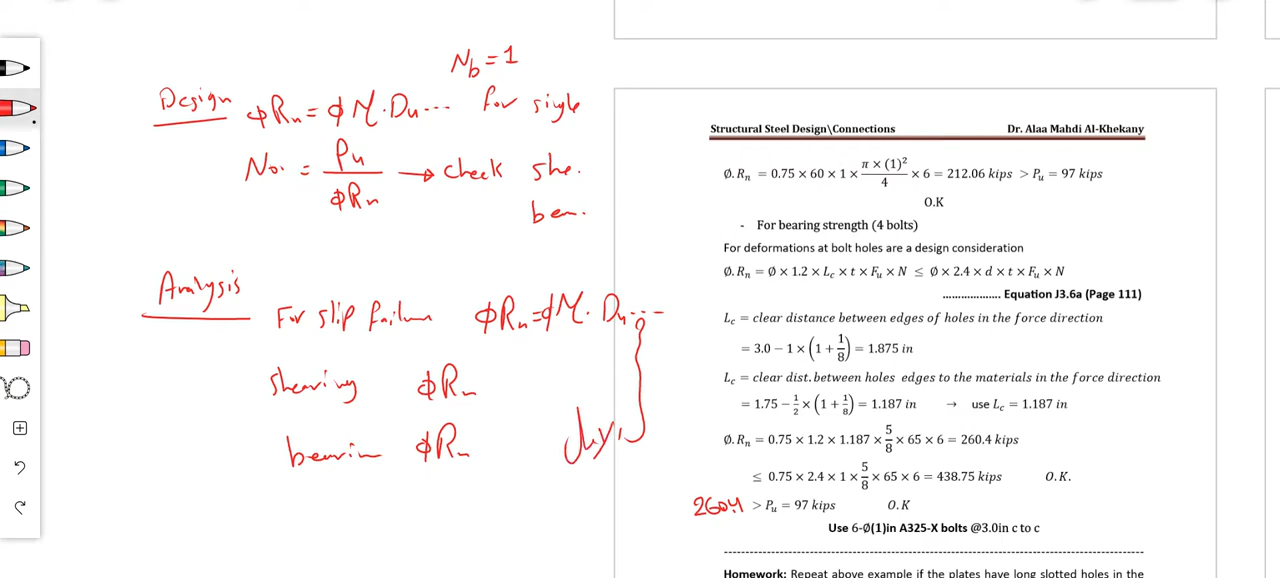 N_b = 1
Design ϕR_n = ϕ M. Du... For single
No. = P_u / ϕR_n → check she.
ber.
Analysis
For slip failure ϕR_n = ϕM. Du...
shearing ϕR_n
bearin ϕR_n
Structural Steel Design\Connections Dr. Alaa Mahdi Al-Khekany
Ø.R_n = 0.75 × 60 × 1 × π × (1)² / 4 × 6 = 212.06 kips > P_u = 97 kips
O.K
- For bearing strength (4 bolts)
For deformations at bolt holes are a design consideration
Ø.R_n = Ø × 1.2 × L_c × t × F_u × N ≤ Ø × 2.4 × d × t × F_u × N
................... Equation J3.6a (Page 111)
L_c = clear distance between edges of holes in the force direction
= 3.0 − 1 × (1 + 1/8) = 1.875 in
L_c = clear dist. between holes edges to the materials in the force direction
= 1.75 − 1/2 × (1 + 1/8) = 1.187 in → use L_c = 1.187 in
Ø.R_n = 0.75 × 1.2 × 1.187 × 5/8 × 65 × 6 = 260.4 kips
≤ 0.75 × 2.4 × 1 × 5/8 × 65 × 6 = 438.75 kips O.K.
260.4 > P_u = 97 kips O.K
Use 6-Ø(1)in A325-X bolts @3.0in c to c
Homework: Repeat above example if the plates have long slotted holes in the